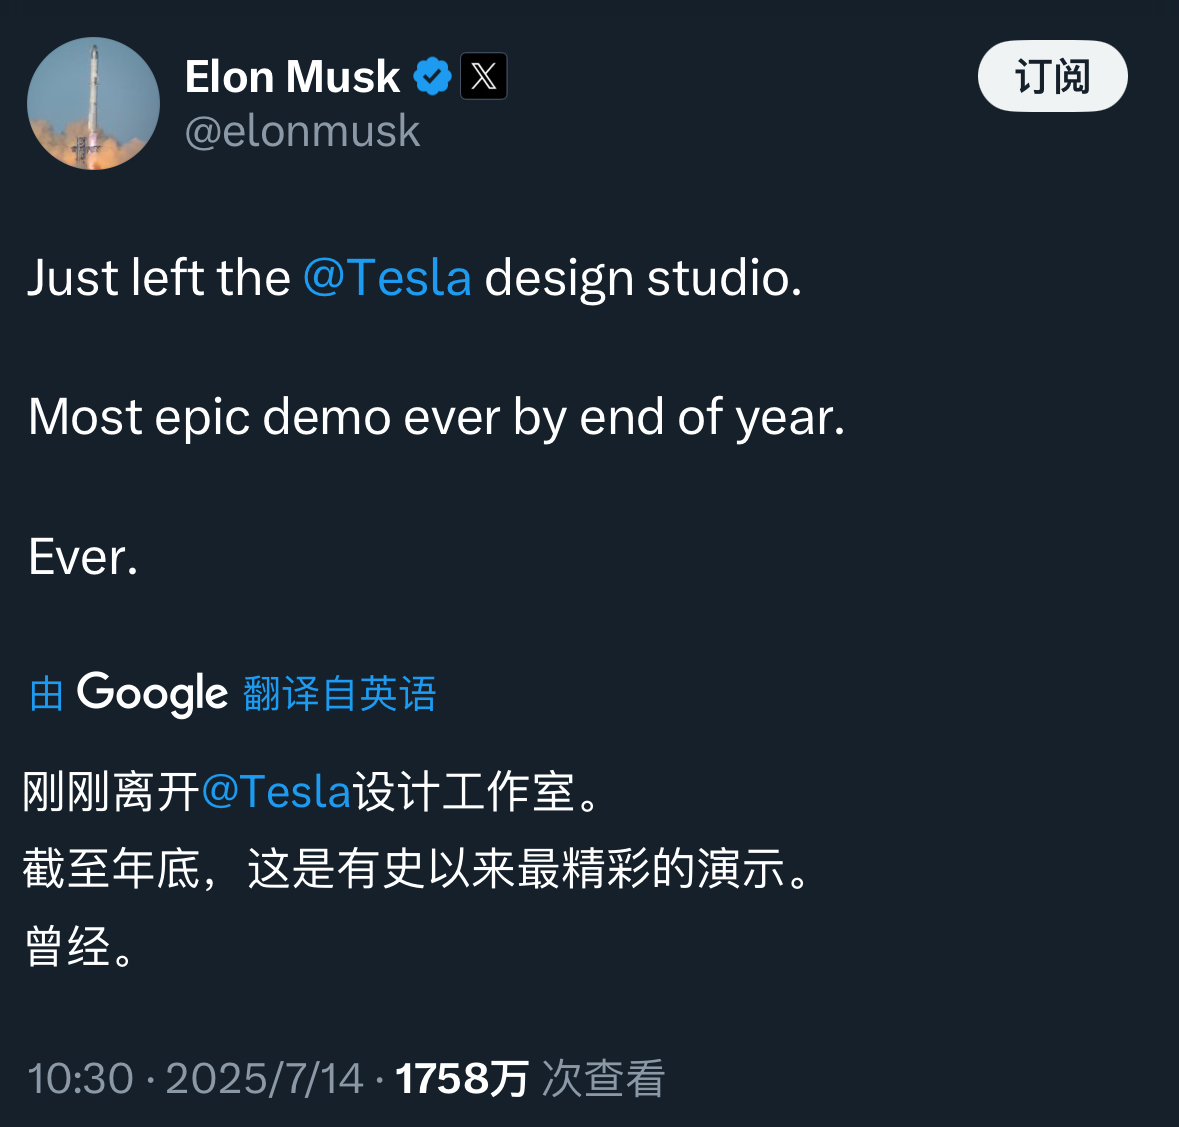 Elon Musk X
@elonmusk
订阅
Just left the @Tesla design studio.
Most epic demo ever by end of year.
Ever.
由 Google 翻译自英语
刚刚离开@Tesla设计工作室。
截至年底，这是有史以来最精彩的演示。
曾经。
10:30 · 2025/7/14 · 1758万 次查看